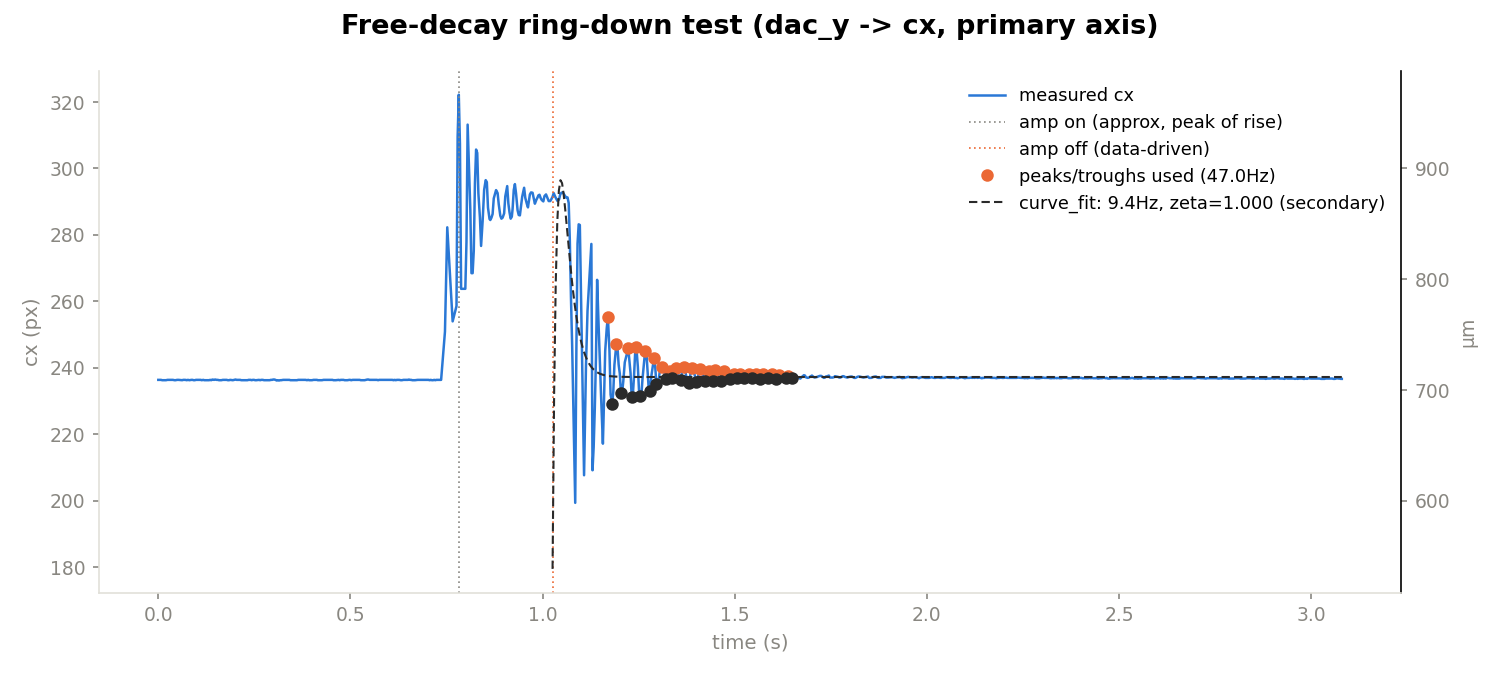 Free-decay ring-down test (dac_y -> cx, primary axis)
measured cx
amp on (approx, peak of rise)
amp off (data-driven)
peaks/troughs used (47.0Hz)
curve_fit: 9.4Hz, zeta=1.000 (secondary)
cx (px)
320
300
280
260
240
220
200
180
900
800
700
600
μm
0.0 0.5 1.0 1.5 2.0 2.5 3.0
time (s)